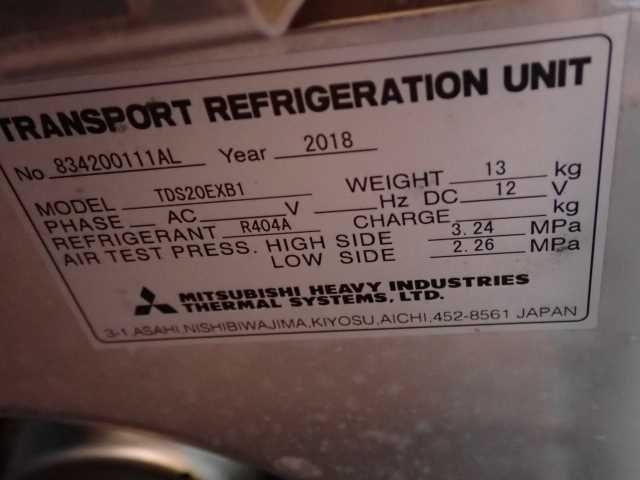 TRANSPORT REFRIGERATION UNIT
No 834200111AL Year 2018
MODEL TDS20EXB1 WEIGHT 13 kg
PHASE AC V Hz DC 12 V
REFRIGERANT R404A CHARGE kg
AIR TEST PRESS. HIGH SIDE 3.24 MPa
LOW SIDE 2.26 MPa
MITSUBISHI HEAVY INDUSTRIES
THERMAL SYSTEMS, LTD.
3-1,ASAHI,NISHIBIWAJIMA,KIYOSU,AICHI,452-8561 JAPAN